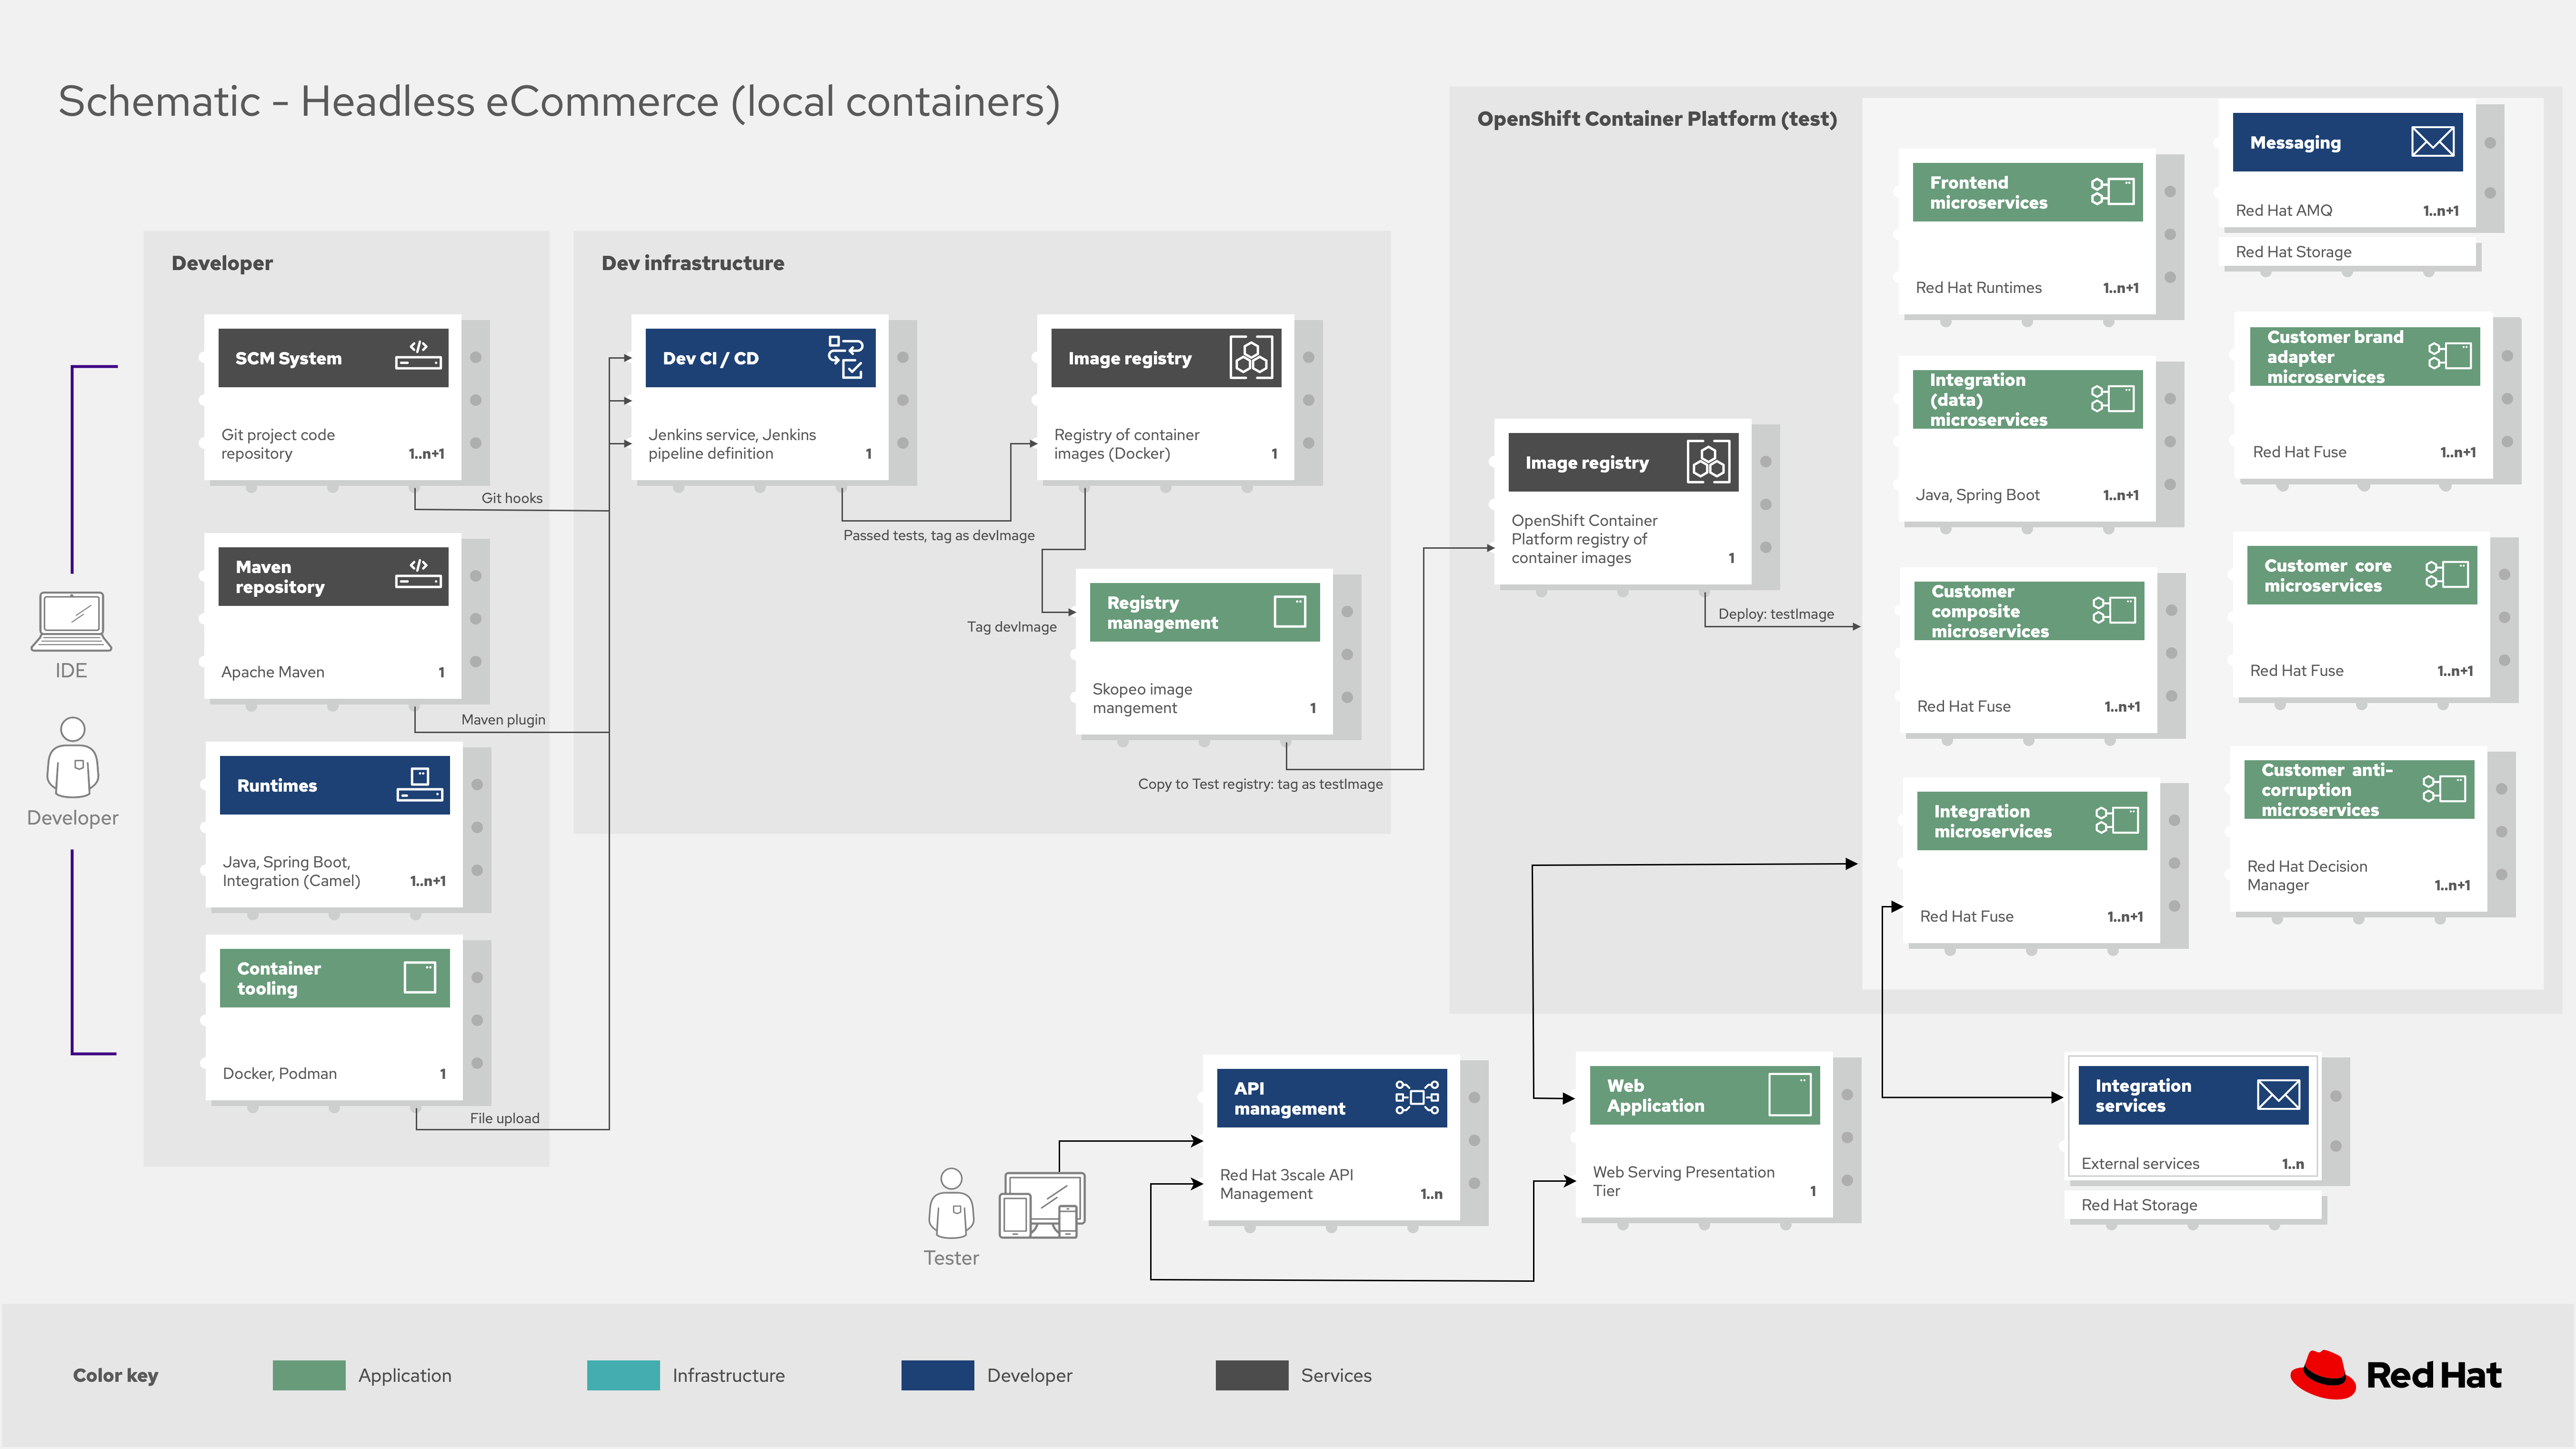 Schematic - Headless eCommerce (local containers)
Developer
SCM System
Git project code
repository
1..n+1
Git hooks
Maven
repository
Apache Maven
1
Maven plugin
Runtimes
Java, Spring Boot,
Integration (Camel)
1..n+1
Container
tooling
Docker, Podman
1
File upload
IDE
Developer
Dev infrastructure
Dev CI / CD
Jenkins service, Jenkins
pipeline definition
1
Passed tests, tag as devImage
Image registry
Registry of container
images (Docker)
1
Tag devImage
Registry
management
Skopeo image
mangement
1
Copy to Test registry: tag as testImage
OpenShift Container Platform (test)
Image registry
OpenShift Container
Platform registry of
container images
1
Deploy: testImage
Frontend
microservices
Red Hat Runtimes
1..n+1
Integration
(data)
microservices
Java, Spring Boot
1..n+1
Customer
composite
microservices
Red Hat Fuse
1..n+1
Integration
microservices
Red Hat Fuse
1..n+1
Messaging
Red Hat AMQ
1..n+1
Red Hat Storage
Customer brand
adapter
microservices
Red Hat Fuse
1..n+1
Customer core
microservices
Red Hat Fuse
1..n+1
Customer anti-
corruption
microservices
Red Hat Decision
Manager
1..n+1
Tester
API
management
Red Hat 3scale API
Management
1..n
Web
Application
Web Serving Presentation
Tier
1
Integration
services
External services
1..n
Red Hat Storage
Color key
Application
Infrastructure
Developer
Services
Red Hat